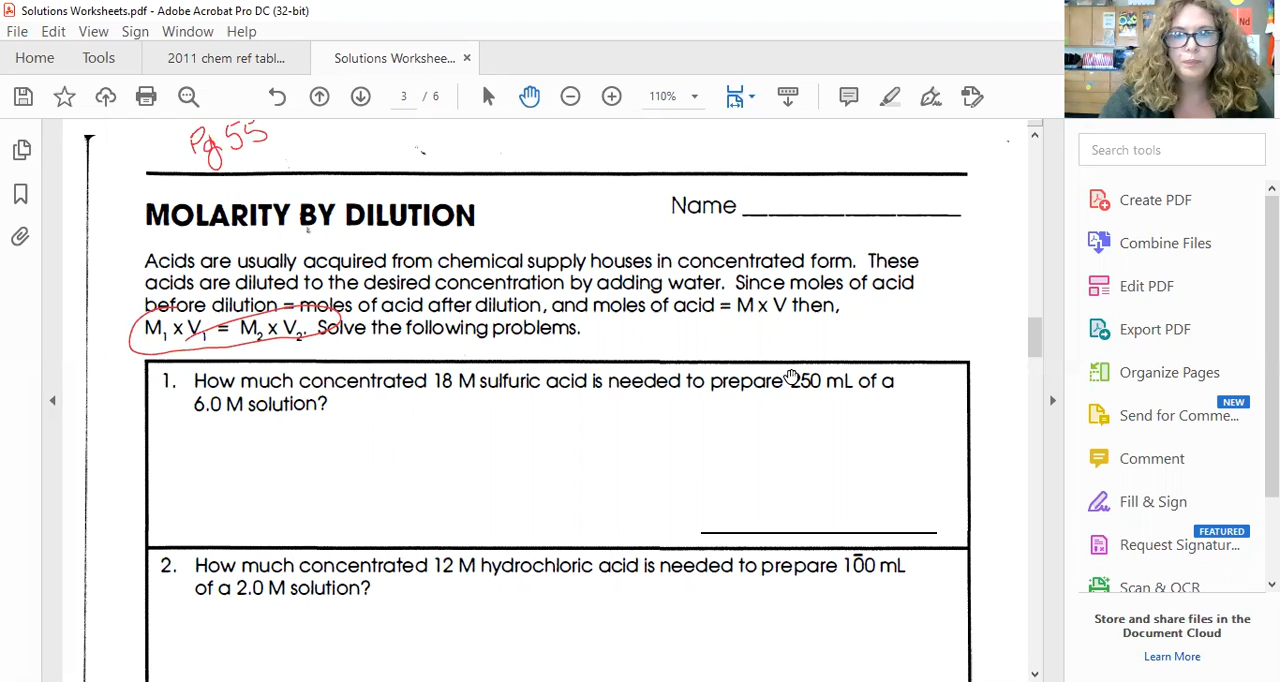 Solutions Worksheets.pdf - Adobe Acrobat Pro DC (32-bit)
File Edit View Sign Window Help
Home Tools 2011 chem ref tabl... Solutions Workshee... ×
3 / 6 110%
Nd
Search tools
Pg 55
MOLARITY BY DILUTION Name
Acids are usually acquired from chemical supply houses in concentrated form. These
acids are diluted to the desired concentration by adding water. Since moles of acid
before dilution = moles of acid after dilution, and moles of acid = M x V then,
M₁ x V₁ = M₂ x V₂. Solve the following problems.
1. How much concentrated 18 M sulfuric acid is needed to prepare 250 mL of a
6.0 M solution?
2. How much concentrated 12 M hydrochloric acid is needed to prepare 10̅0 mL
of a 2.0 M solution?
Create PDF
Combine Files
Edit PDF
Export PDF
Organize Pages
NEW
Send for Comme...
Comment
Fill & Sign
FEATURED
Request Signatur...
Scan & OCR
Store and share files in the
Document Cloud
Learn More